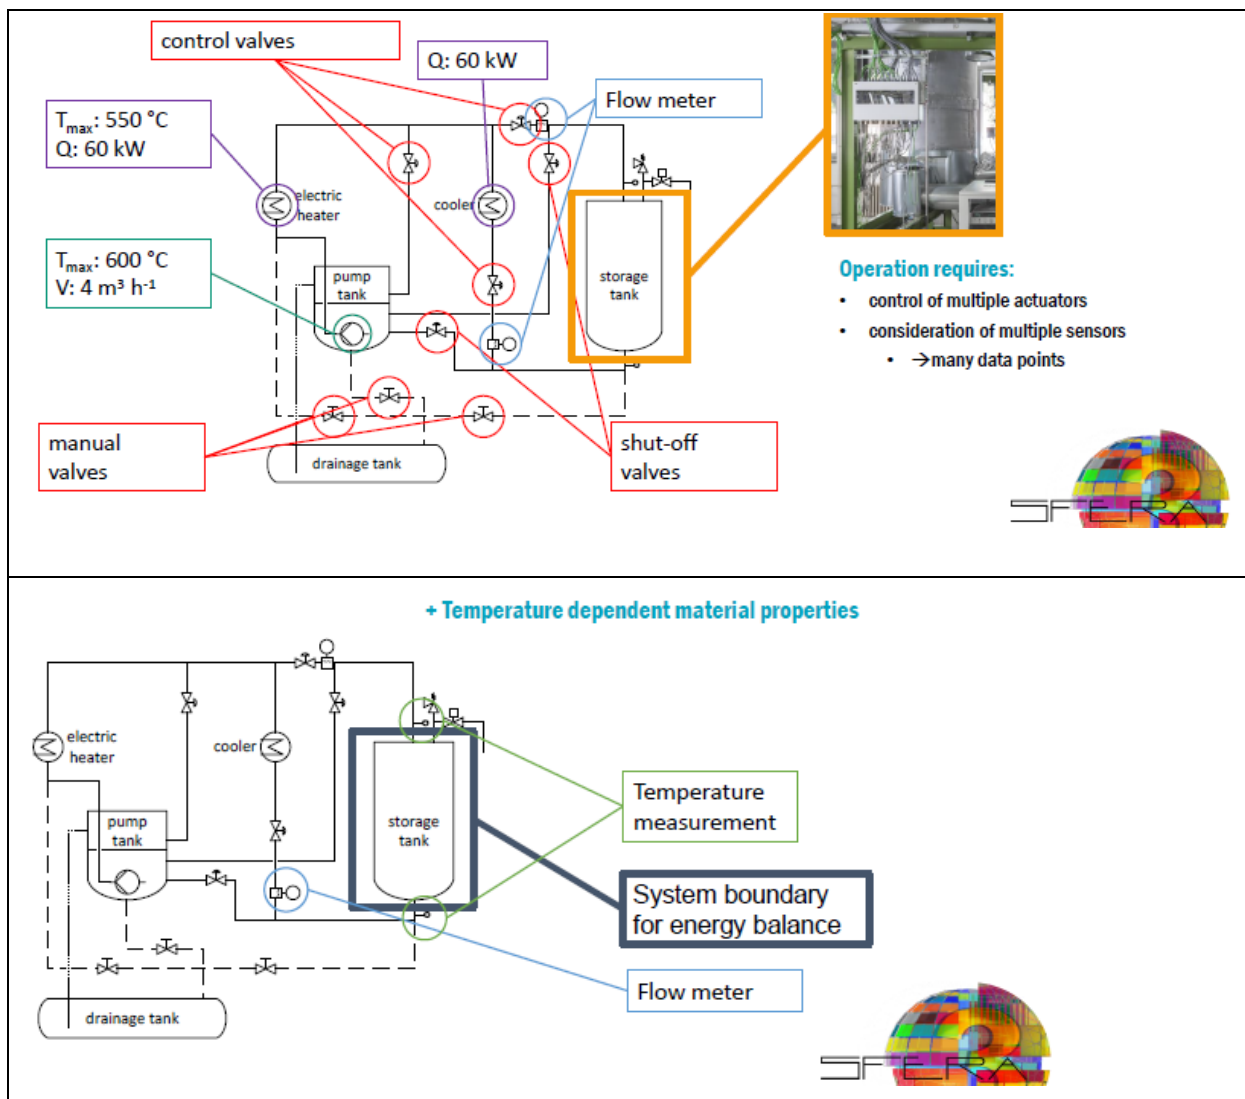 control valves
Q: 60 kW
Flow meter
Tmax: 550 °C
Q: 60 kW
electric
heater
cooler
Tmax: 600 °C
V: 4 m³ h⁻¹
pump
tank
storage
tank
Operation requires:
• control of multiple actuators
• consideration of multiple sensors
• →many data points
manual
valves
drainage tank
shut-off
valves
SFERA
+ Temperature dependent material properties
electric
heater
cooler
pump
tank
storage
tank
Temperature
measurement
System boundary
for energy balance
Flow meter
drainage tank
SFERA